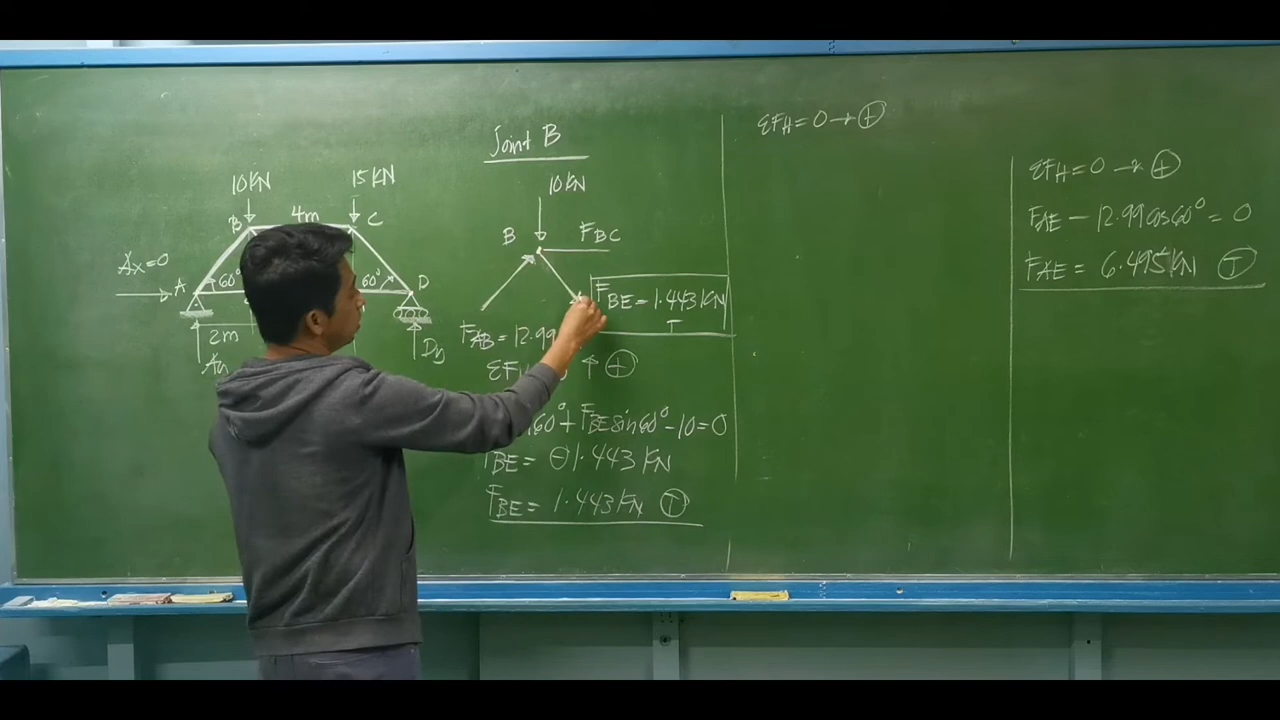 10KN
15KN
4m
B
C
Ax=0
A
60°
60°
D
2m
Ay
Dy
Joint B
10KN
B
FBC
FBE = 1.443KN
T
FAB = 12.99
↑ ⊕
60° + FBE sin60° - 10 = 0
FBE = ⊖1.443 KN
FBE = 1.443KN Ⓣ
ΣFH = 0 → ⊕
ΣFH = 0 → ⊕
FAE - 12.99cos60° = 0
FAE = 6.495KN Ⓣ